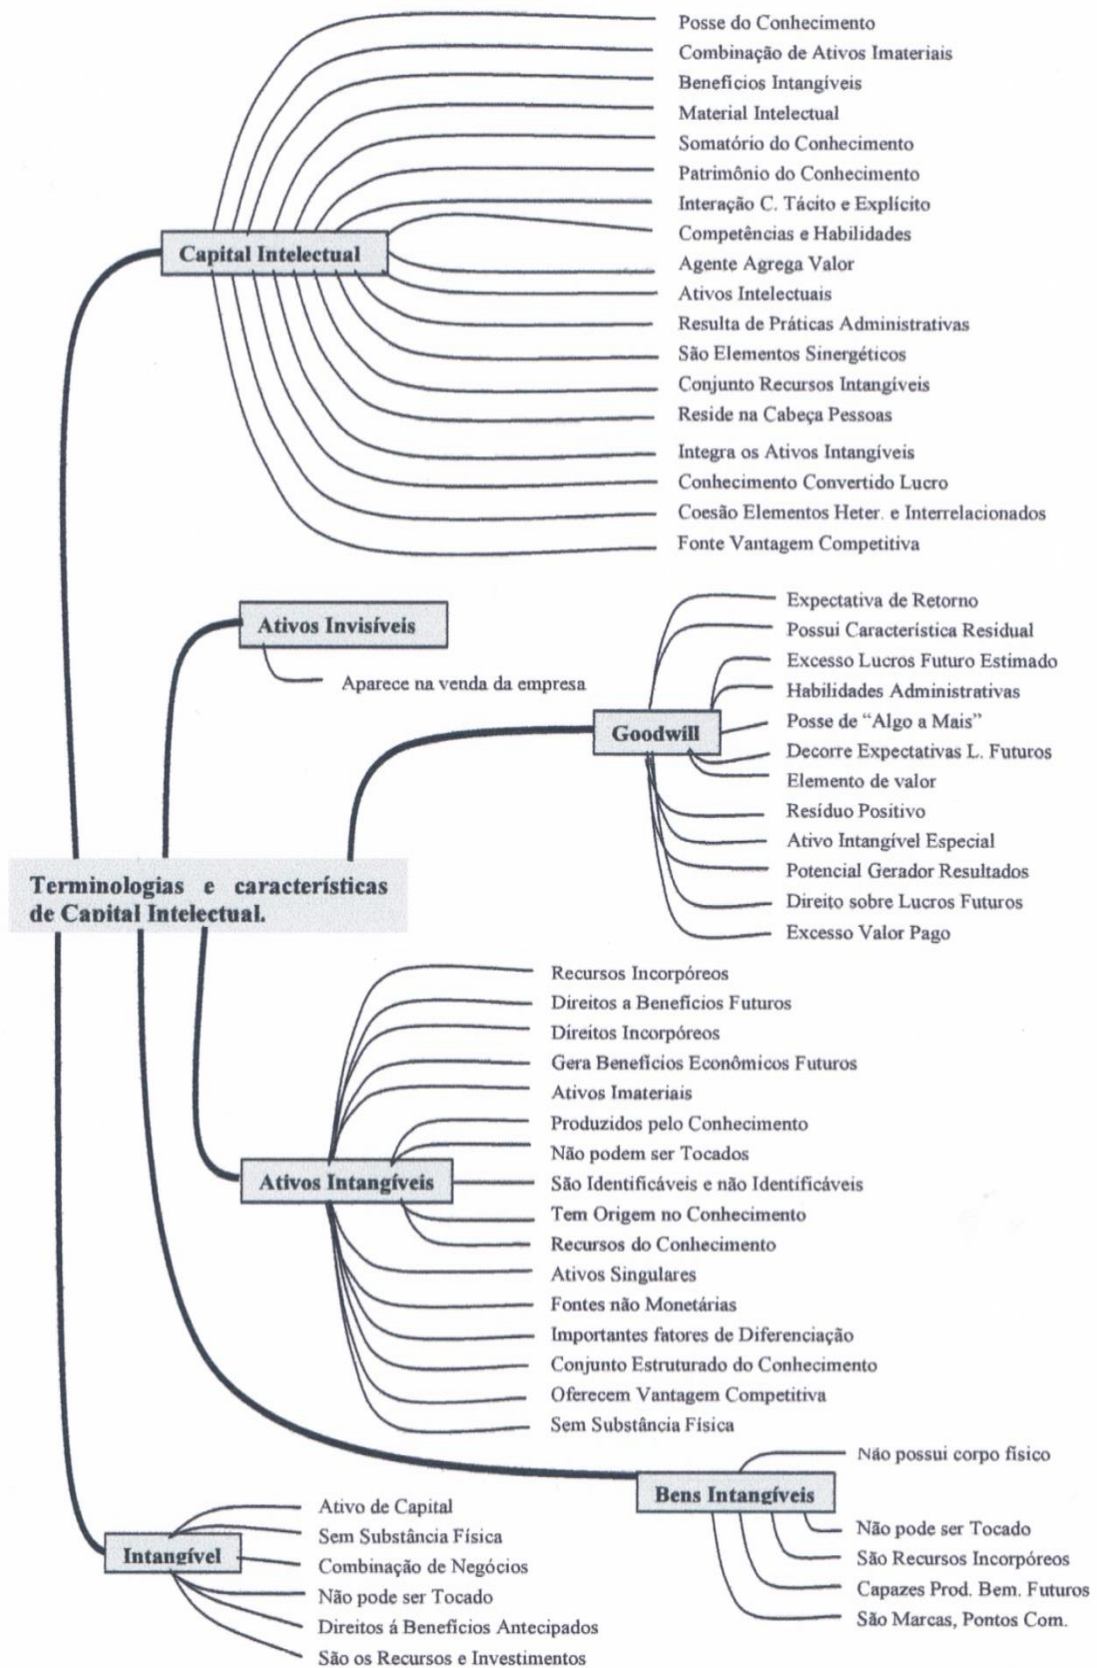 Posse do Conhecimento
Combinação de Ativos Imateriais
Benefícios Intangíveis
Material Intelectual
Somatório do Conhecimento
Patrimônio do Conhecimento
Interação C. Tácito e Explícito
Competências e Habilidades
Capital Intelectual
Agente Agrega Valor
Ativos Intelectuais
Resulta de Práticas Administrativas
São Elementos Sinergéticos
Conjunto Recursos Intangíveis
Reside na Cabeça Pessoas
Integra os Ativos Intangíveis
Conhecimento Convertido Lucro
Coesão Elementos Heter. e Interrelacionados
Fonte Vantagem Competitiva
Ativos Invisíveis
Aparece na venda da empresa
Expectativa de Retorno
Possui Característica Residual
Excesso Lucros Futuro Estimado
Habilidades Administrativas
Goodwill
Posse de “Algo a Mais”
Decorre Expectativas L. Futuros
Elemento de valor
Resíduo Positivo
Ativo Intangível Especial
Potencial Gerador Resultados
Direito sobre Lucros Futuros
Excesso Valor Pago
Terminologias e características
de Capital Intelectual.
Recursos Incorpóreos
Direitos a Benefícios Futuros
Direitos Incorpóreos
Gera Benefícios Econômicos Futuros
Ativos Imateriais
Produzidos pelo Conhecimento
Não podem ser Tocados
Ativos Intangíveis
São Identificáveis e não Identificáveis
Tem Origem no Conhecimento
Recursos do Conhecimento
Ativos Singulares
Fontes não Monetárias
Importantes fatores de Diferenciação
Conjunto Estruturado do Conhecimento
Oferecem Vantagem Competitiva
Sem Substância Física
Não possui corpo físico
Bens Intangíveis
Não pode ser Tocado
São Recursos Incorpóreos
Capazes Prod. Bem. Futuros
São Marcas, Pontos Com.
Ativo de Capital
Sem Substância Física
Intangível
Combinação de Negócios
Não pode ser Tocado
Direitos á Benefícios Antecipados
São os Recursos e Investimentos